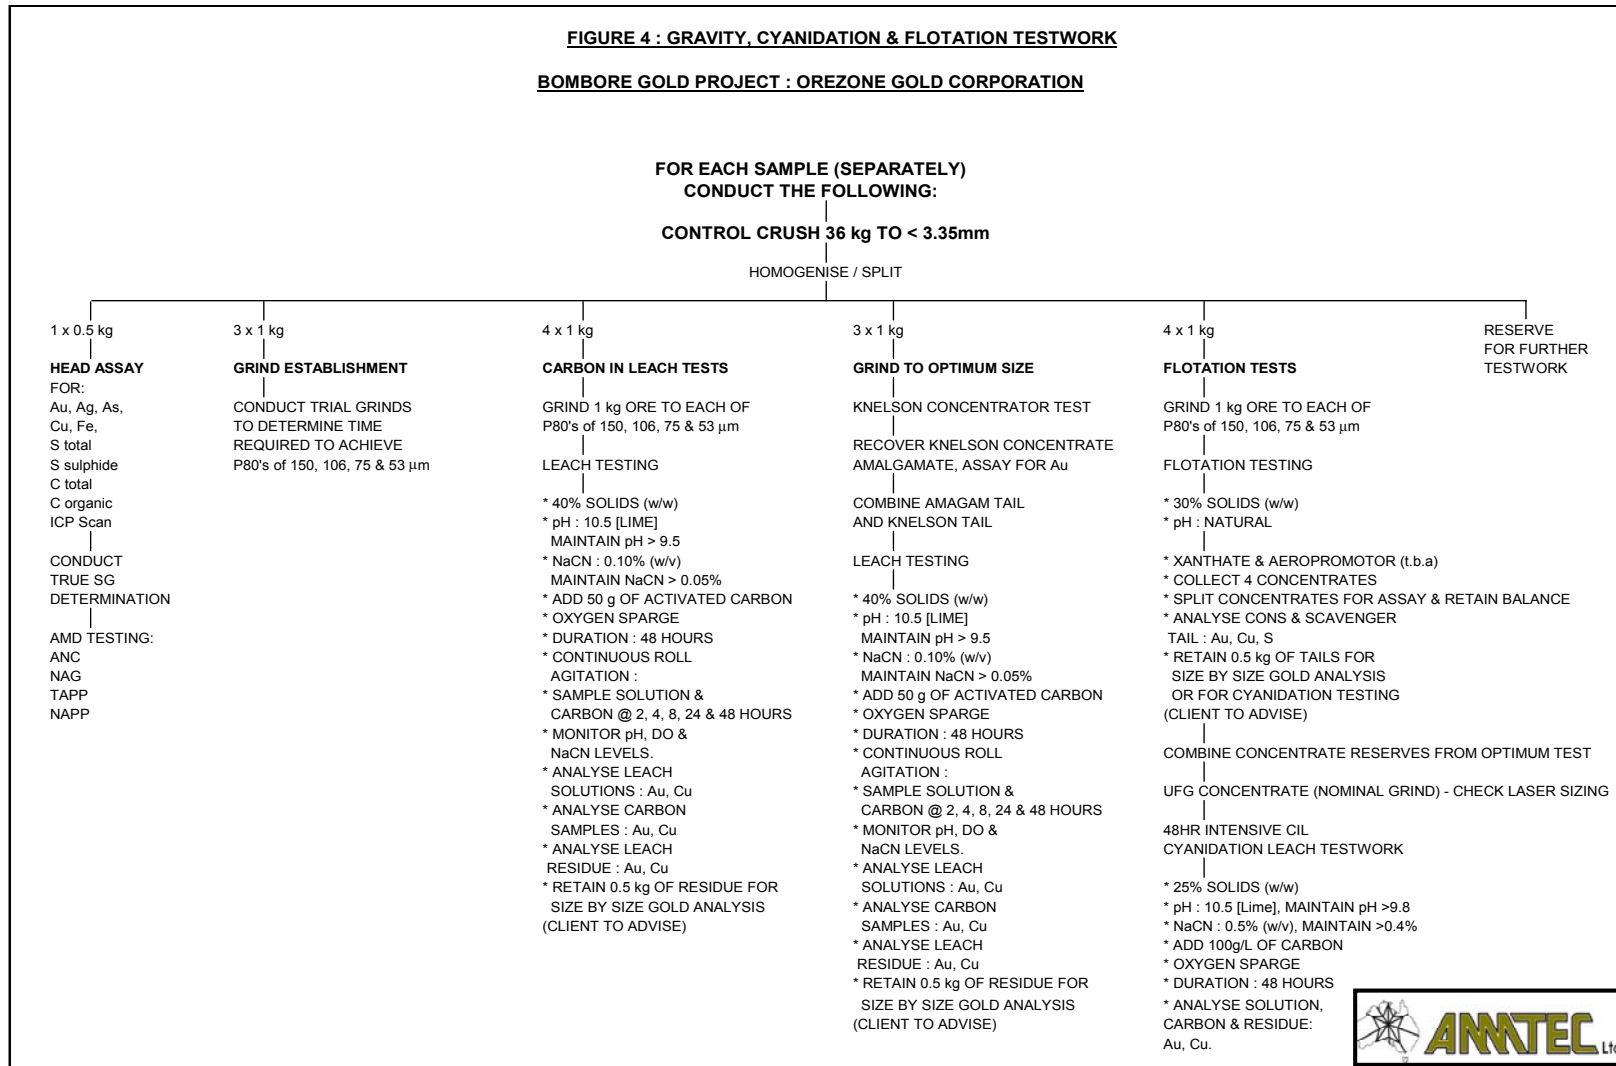 FIGURE 4 : GRAVITY, CYANIDATION & FLOTATION TESTWORK
BOMBORE GOLD PROJECT : OREZONE GOLD CORPORATION
FOR EACH SAMPLE (SEPARATELY)
CONDUCT THE FOLLOWING:
CONTROL CRUSH 36 kg TO < 3.35mm
HOMOGENISE / SPLIT
1 x 0.5 kg
HEAD ASSAY
FOR:
Au, Ag, As,
Cu, Fe,
S total
S sulphide
C total
C organic
ICP Scan
CONDUCT
TRUE SG
DETERMINATION
AMD TESTING:
ANC
NAG
TAPP
NAPP
3 x 1 kg
GRIND ESTABLISHMENT
CONDUCT TRIAL GRINDS
TO DETERMINE TIME
REQUIRED TO ACHIEVE
P80's of 150, 106, 75 & 53 µm
4 x 1 kg
CARBON IN LEACH TESTS
GRIND 1 kg ORE TO EACH OF
P80's of 150, 106, 75 & 53 µm
LEACH TESTING
* 40% SOLIDS (w/w)
* pH : 10.5 [LIME]
MAINTAIN pH > 9.5
* NaCN : 0.10% (w/v)
MAINTAIN NaCN > 0.05%
* ADD 50 g OF ACTIVATED CARBON
* OXYGEN SPARGE
* DURATION : 48 HOURS
* CONTINUOUS ROLL
AGITATION :
* SAMPLE SOLUTION &
CARBON @ 2, 4, 8, 24 & 48 HOURS
* MONITOR pH, DO &
NaCN LEVELS.
* ANALYSE LEACH
SOLUTIONS : Au, Cu
* ANALYSE CARBON
SAMPLES : Au, Cu
* ANALYSE LEACH
RESIDUE : Au, Cu
* RETAIN 0.5 kg OF RESIDUE FOR
SIZE BY SIZE GOLD ANALYSIS
(CLIENT TO ADVISE)
3 x 1 kg
GRIND TO OPTIMUM SIZE
KNELSON CONCENTRATOR TEST
RECOVER KNELSON CONCENTRATE
AMALGAMATE, ASSAY FOR Au
COMBINE AMAGAM TAIL
AND KNELSON TAIL
LEACH TESTING
* 40% SOLIDS (w/w)
* pH : 10.5 [LIME]
MAINTAIN pH > 9.5
* NaCN : 0.10% (w/v)
MAINTAIN NaCN > 0.05%
* ADD 50 g OF ACTIVATED CARBON
* OXYGEN SPARGE
* DURATION : 48 HOURS
* CONTINUOUS ROLL
AGITATION :
* SAMPLE SOLUTION &
CARBON @ 2, 4, 8, 24 & 48 HOURS
* MONITOR pH, DO &
NaCN LEVELS.
* ANALYSE LEACH
SOLUTIONS : Au, Cu
* ANALYSE CARBON
SAMPLES : Au, Cu
* ANALYSE LEACH
RESIDUE : Au, Cu
* RETAIN 0.5 kg OF RESIDUE FOR
SIZE BY SIZE GOLD ANALYSIS
(CLIENT TO ADVISE)
4 x 1 kg
FLOTATION TESTS
GRIND 1 kg ORE TO EACH OF
P80's of 150, 106, 75 & 53 µm
FLOTATION TESTING
* 30% SOLIDS (w/w)
* pH : NATURAL
* XANTHATE & AEROPROMOTOR (t.b.a)
* COLLECT 4 CONCENTRATES
* SPLIT CONCENTRATES FOR ASSAY & RETAIN BALANCE
* ANALYSE CONS & SCAVENGER
TAIL : Au, Cu, S
* RETAIN 0.5 kg OF TAILS FOR
SIZE BY SIZE GOLD ANALYSIS
OR FOR CYANIDATION TESTING
(CLIENT TO ADVISE)
COMBINE CONCENTRATE RESERVES FROM OPTIMUM TEST
UFG CONCENTRATE (NOMINAL GRIND) - CHECK LASER SIZING
48HR INTENSIVE CIL
CYANIDATION LEACH TESTWORK
* 25% SOLIDS (w/w)
* pH : 10.5 [Lime], MAINTAIN pH >9.8
* NaCN : 0.5% (w/v), MAINTAIN >0.4%
* ADD 100g/L OF CARBON
* OXYGEN SPARGE
* DURATION : 48 HOURS
* ANALYSE SOLUTION,
CARBON & RESIDUE:
Au, Cu.
RESERVE
FOR FURTHER
TESTWORK
AMMTEC Ltd